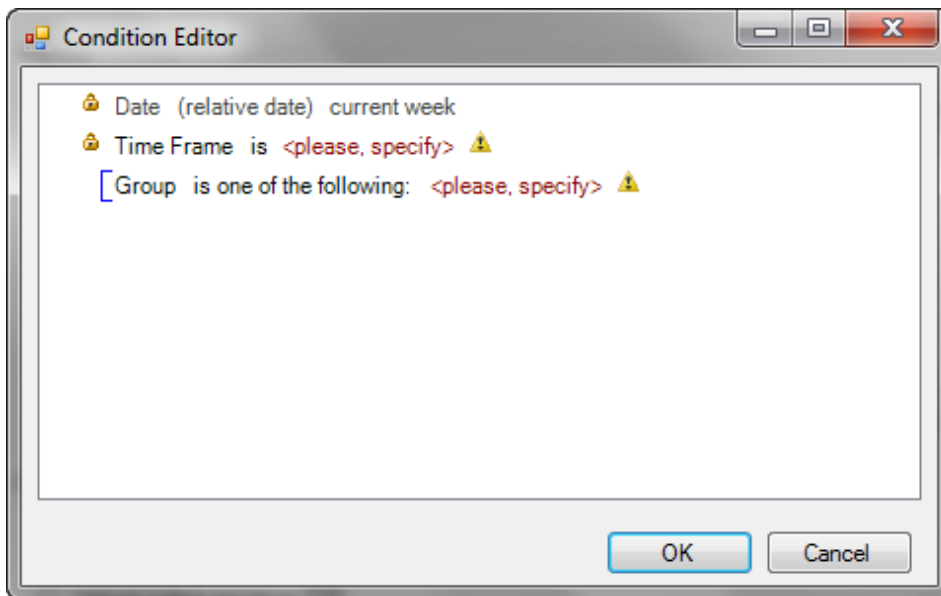 Condition Editor
Date (relative date) current week
Time Frame is <please, specify>
Group is one of the following: <please, specify>
OK Cancel